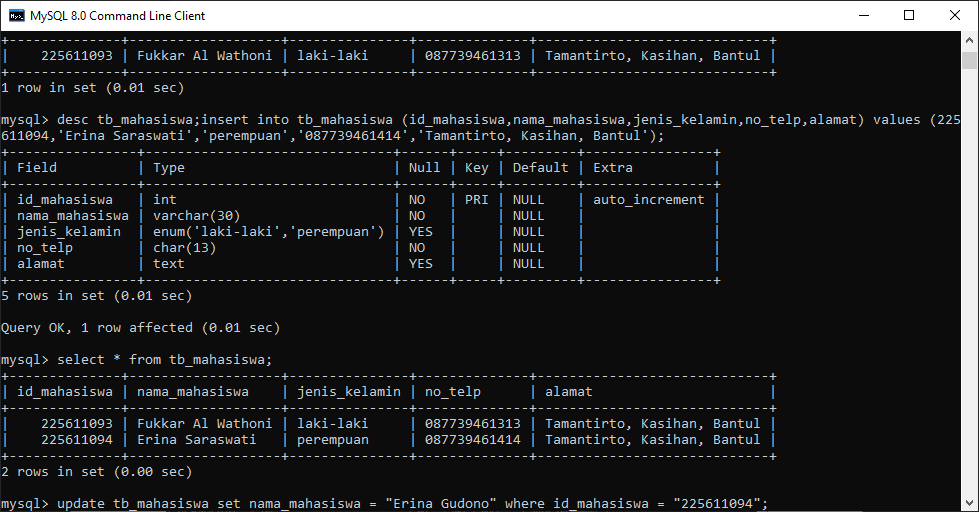 MySQL 8.0 Command Line Client
+--------------+-------------------+---------------+--------------+-----------------------------+
|    225611093 | Fukkar Al Wathoni | laki-laki     | 087739461313 | Tamantirto, Kasihan, Bantul |
+--------------+-------------------+---------------+--------------+-----------------------------+
1 row in set (0.01 sec)
mysql> desc tb_mahasiswa;insert into tb_mahasiswa (id_mahasiswa,nama_mahasiswa,jenis_kelamin,no_telp,alamat) values (225
611094,'Erina Saraswati','perempuan','087739461414','Tamantirto, Kasihan, Bantul');
+----------------+-------------------------------+------+-----+---------+----------------+
| Field          | Type                          | Null | Key | Default | Extra          |
+----------------+-------------------------------+------+-----+---------+----------------+
| id_mahasiswa   | int                           | NO   | PRI | NULL    | auto_increment |
| nama_mahasiswa | varchar(30)                   | NO   |     | NULL    |                |
| jenis_kelamin  | enum('laki-laki','perempuan') | YES  |     | NULL    |                |
| no_telp        | char(13)                      | NO   |     | NULL    |                |
| alamat         | text                          | YES  |     | NULL    |                |
+----------------+-------------------------------+------+-----+---------+----------------+
5 rows in set (0.01 sec)
Query OK, 1 row affected (0.01 sec)
mysql> select * from tb_mahasiswa;
+--------------+-------------------+---------------+--------------+-----------------------------+
| id_mahasiswa | nama_mahasiswa    | jenis_kelamin | no_telp      | alamat                      |
+--------------+-------------------+---------------+--------------+-----------------------------+
|    225611093 | Fukkar Al Wathoni | laki-laki     | 087739461313 | Tamantirto, Kasihan, Bantul |
|    225611094 | Erina Saraswati   | perempuan     | 087739461414 | Tamantirto, Kasihan, Bantul |
+--------------+-------------------+---------------+--------------+-----------------------------+
2 rows in set (0.00 sec)
mysql> update tb_mahasiswa set nama_mahasiswa = "Erina Gudono" where id_mahasiswa = "225611094";